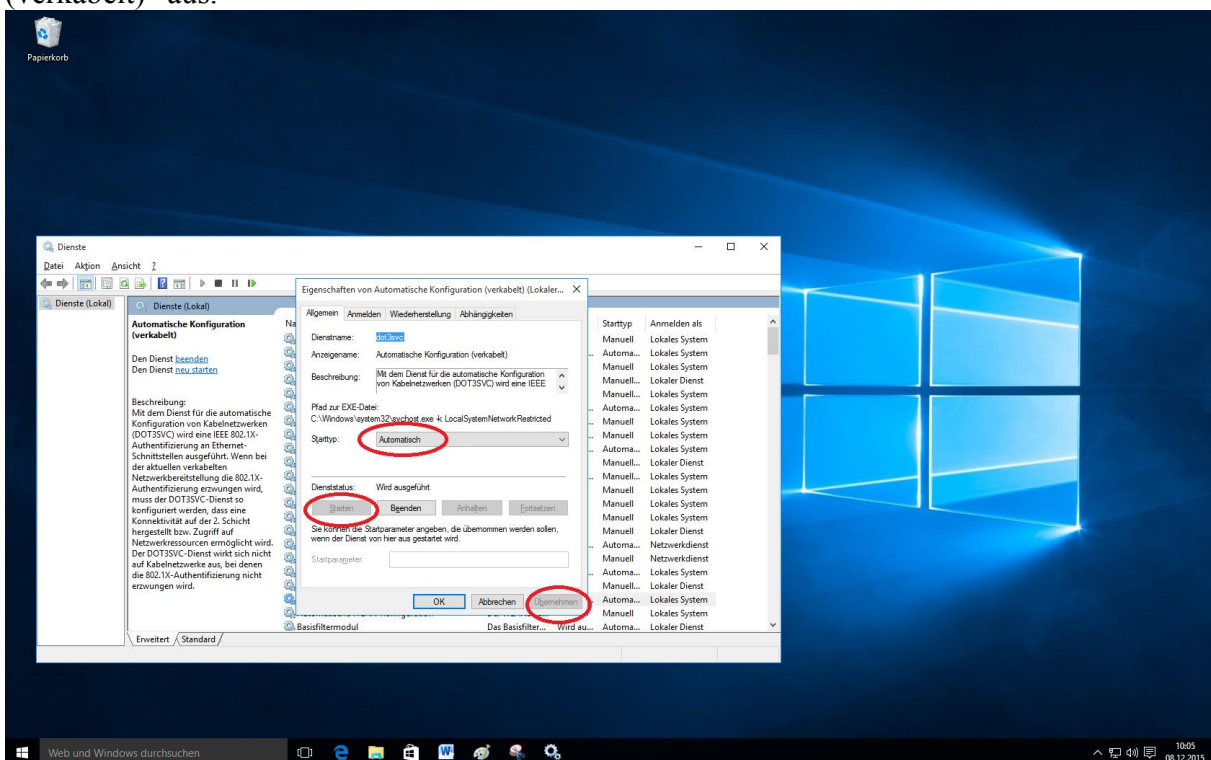 (verkabelt)" aus.
Papierkorb
Dienste
Datei Aktion Ansicht ?
Dienste (Lokal)
Dienste (Lokal)
Automatische Konfiguration
(verkabelt)
Den Dienst beenden
Den Dienst neu starten
Beschreibung:
Mit dem Dienst für die automatische
Konfiguration von Kabelnetzwerken
(DOT3SVC) wird eine IEEE 802.1X-
Authentifizierung an Ethernet-
Schnittstellen ausgeführt. Wenn bei
der aktuellen verkabelten
Netzwerkbereitstellung die 802.1X-
Authentifizierung erzwungen wird,
muss der DOT3SVC-Dienst so
konfiguriert werden, dass eine
Konnektivität auf der 2. Schicht
hergestellt bzw. Zugriff auf
Netzwerkressourcen ermöglicht wird.
Der DOT3SVC-Dienst wirkt sich nicht
auf Kabelnetzwerke aus, bei denen
die 802.1X-Authentifizierung nicht
erzwungen wird.
Na
Eigenschaften von Automatische Konfiguration (verkabelt) (Lokaler...
Allgemein Anmelden Wiederherstellung Abhängigkeiten
Dienstname: dot3svc
Anzeigename: Automatische Konfiguration (verkabelt)
Beschreibung: Mit dem Dienst für die automatische Konfiguration
von Kabelnetzwerken (DOT3SVC) wird eine IEEE
Pfad zur EXE-Datei:
C:\Windows\system32\svchost.exe -k LocalSystemNetworkRestricted
Starttyp: Automatisch
Dienststatus: Wird ausgeführt
Starten Beenden Anhalten Fortsetzen
Sie können die Startparameter angeben, die übernommen werden sollen,
wenn der Dienst von hier aus gestartet wird.
Startparameter:
OK Abbrechen Übernehmen
Starttyp Anmelden als
Manuell Lokales System
Automa... Lokales System
Manuell Lokales System
Manuell... Lokaler Dienst
Manuell... Lokales System
Automa... Lokales System
Manuell Lokales System
Manuell Lokales System
Automa... Lokales System
Manuell... Lokaler Dienst
Manuell... Lokales System
Manuell Lokales System
Manuell Lokales System
Manuell Lokales System
Manuell Lokaler Dienst
Automa... Netzwerkdienst
Manuell Netzwerkdienst
Automa... Lokales System
Manuell... Lokaler Dienst
Automa... Lokales System
Manuell Lokales System
Basisfiltermodul Das Basisfilter... Wird au... Automa... Lokaler Dienst
Erweitert Standard
Web und Windows durchsuchen
10:05
08.12.2015